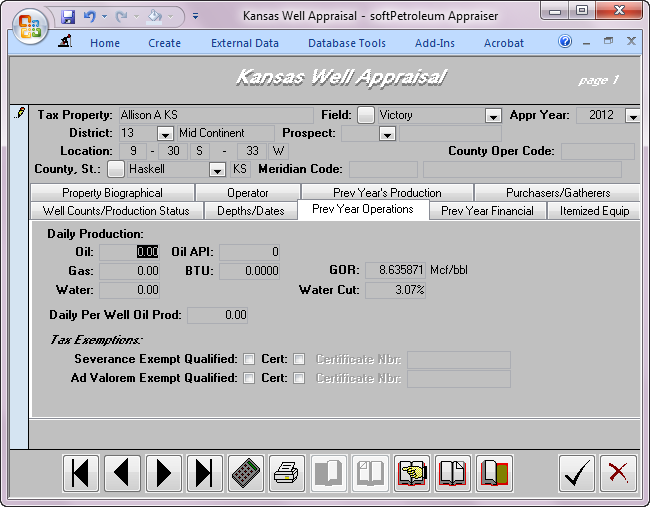 Kansas Well Appraisal - softPetroleum Appraiser
Home Create External Data Database Tools Add-Ins Acrobat
Kansas Well Appraisal page 1
Tax Property: Allison A KS Field: Victory Appr Year: 2012
District: 13 Mid Continent Prospect:
Location: 9 - 30 S - 33 W County Oper Code:
County, St.: Haskell KS Meridian Code:
Property Biographical Operator Prev Year's Production Purchasers/Gatherers
Well Counts/Production Status Depths/Dates Prev Year Operations Prev Year Financial Itemized Equip
Daily Production:
Oil: 0.00 Oil API: 0
Gas: 0.00 BTU: 0.0000 GOR: 8.635871 Mcf/bbl
Water: 0.00 Water Cut: 3.07%
Daily Per Well Oil Prod: 0.00
Tax Exemptions:
Severance Exempt Qualified: Cert: Certificate Nbr:
Ad Valorem Exempt Qualified: Cert: Certificate Nbr: